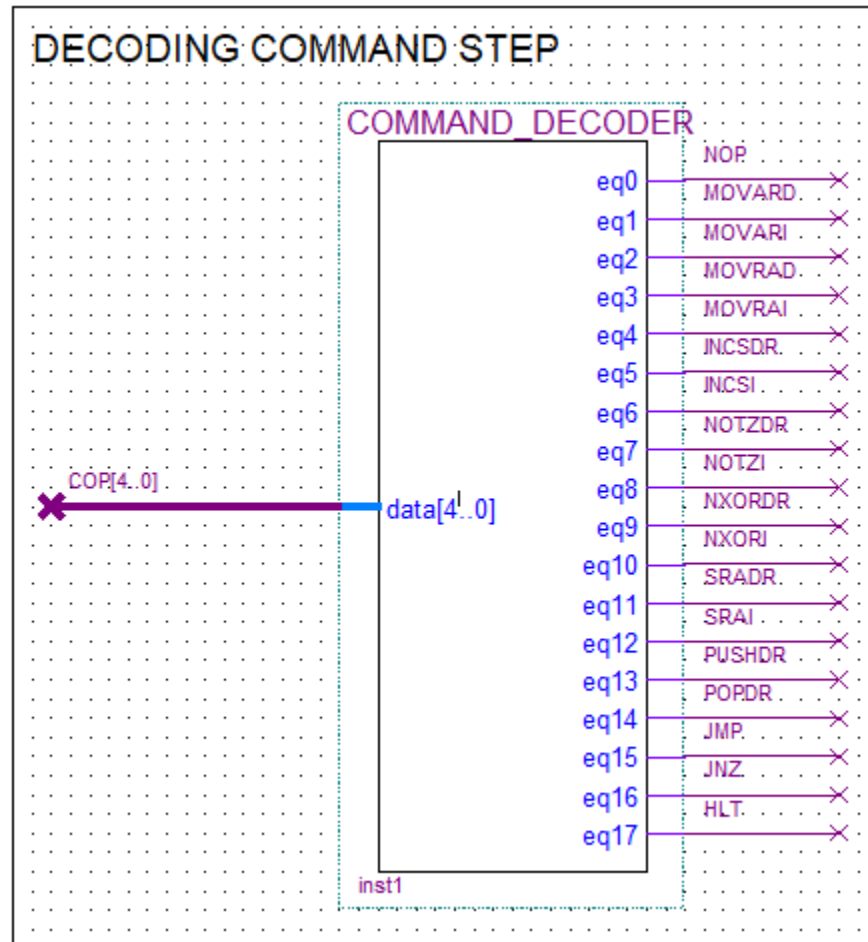 DECODING COMMAND STEP
COMMAND_DECODER
NOP
eq0
MOVARD
eq1
MOVARI
eq2
MOVRAD
eq3
MOVRAI
eq4
INCSDR
eq5
INCSI
eq6
NOTZDR
eq7
NOTZI
eq8
NXORDR
eq9
NXORI
eq10
SRADR
eq11
SRAI
eq12
PUSHDR
eq13
POPDR
eq14
JMP
eq15
JNZ
eq16
HLT
eq17
COP[4..0]
data[4..0]
inst1